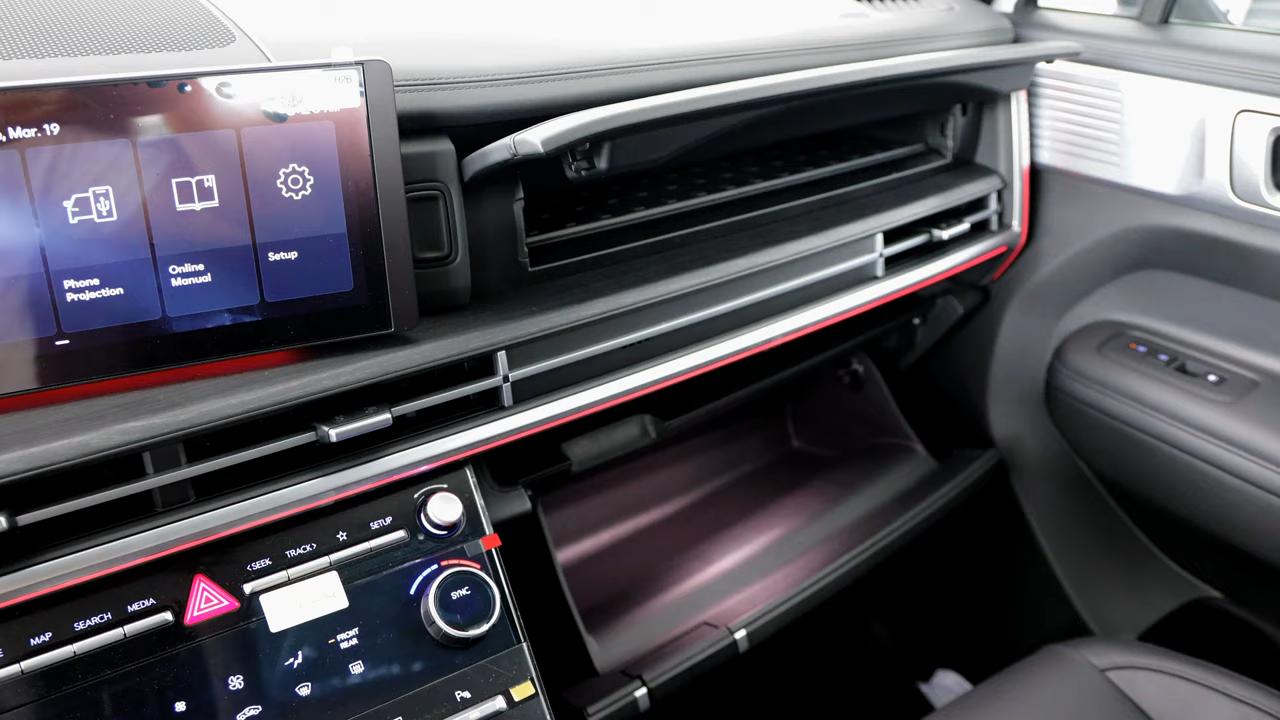 , Mar. 19
Phone
Projection
Online
Manual
Setup
< SEEK
TRACK >
☆
SETUP
MAP
SEARCH
MEDIA
SYNC
FRONT
REAR